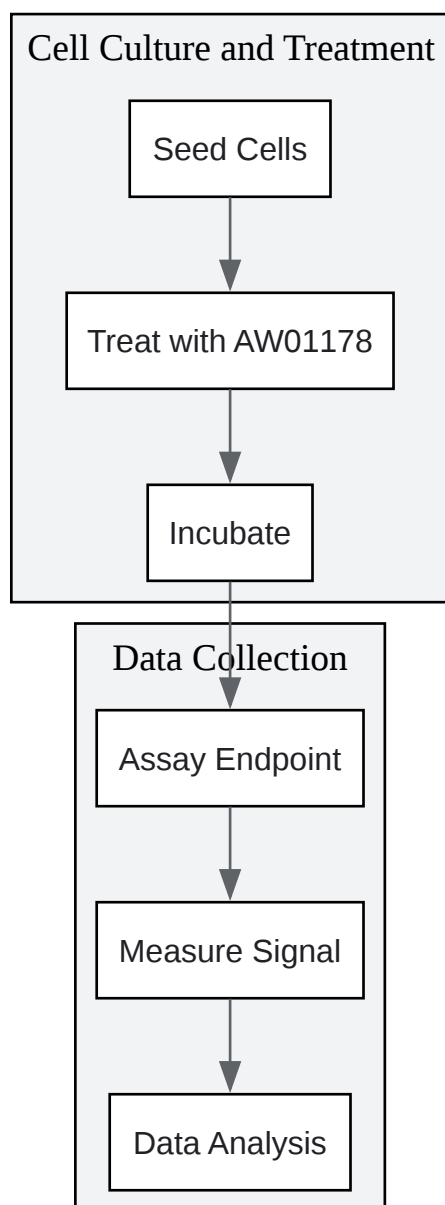 Cell Culture and Treatment
Seed Cells
Treat with AW01178
Incubate
Data Collection
Assay Endpoint
Measure Signal
Data Analysis